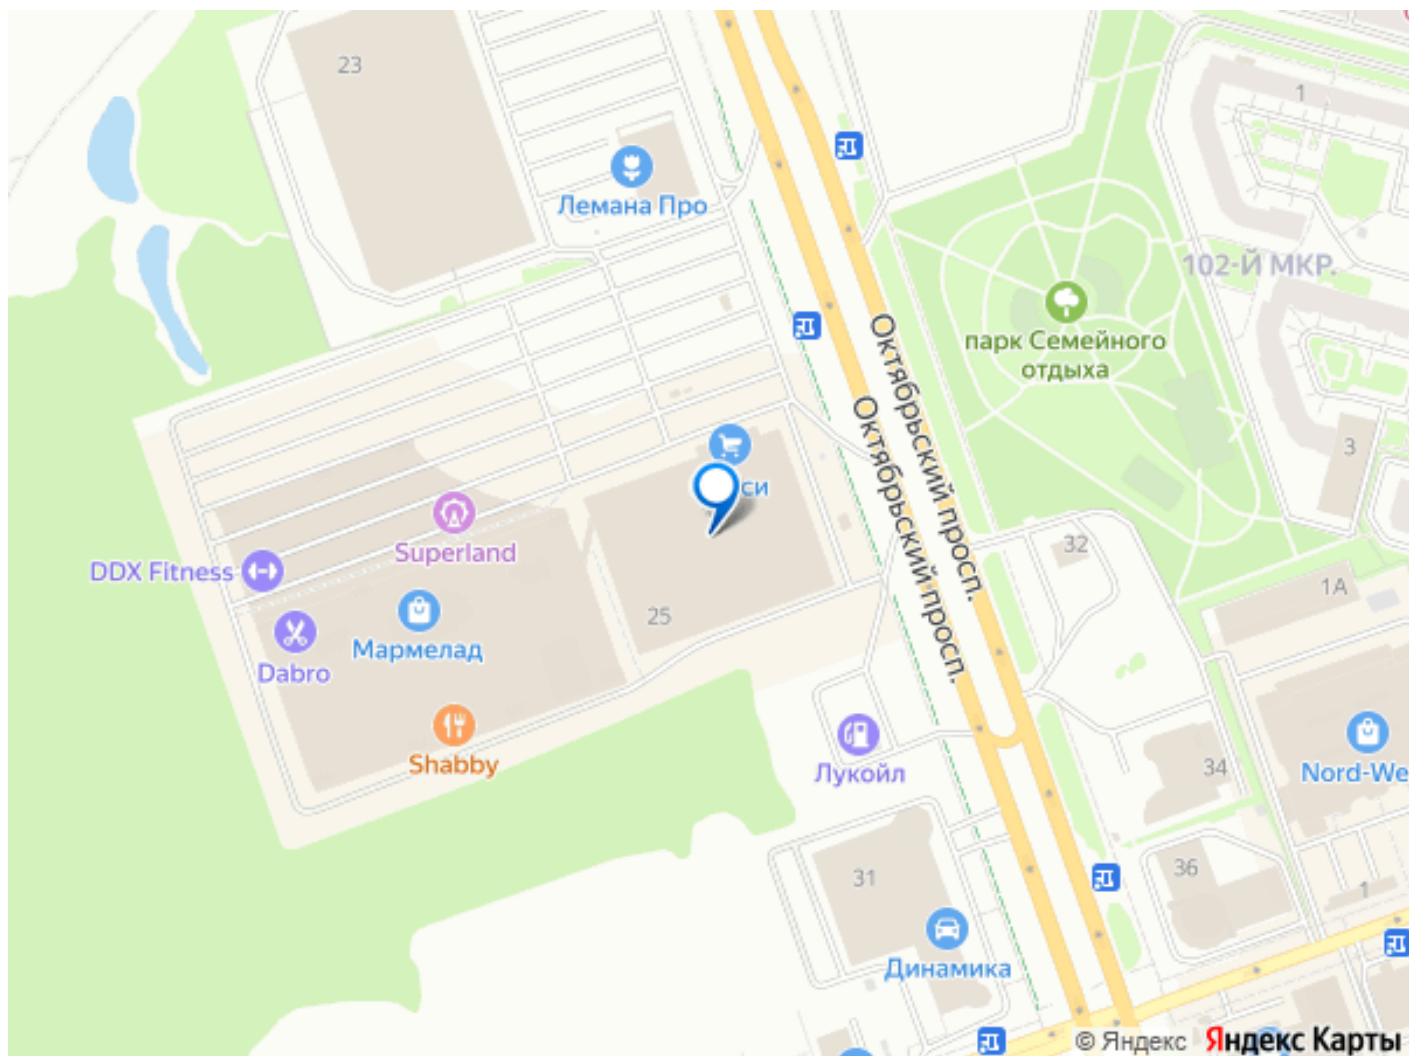 23
1
Лемана Про
102-Й МКР.
парк Семейного
отдыха
Октябрьский просп.
Октябрьский просп.
3
си
Superland
DDX Fitness
32
1А
25
Мармелад
Dabro
Shabby
Лукойл
34
Nord-We
31
36
1
Динамика
© Яндекс
Яндекс Карты